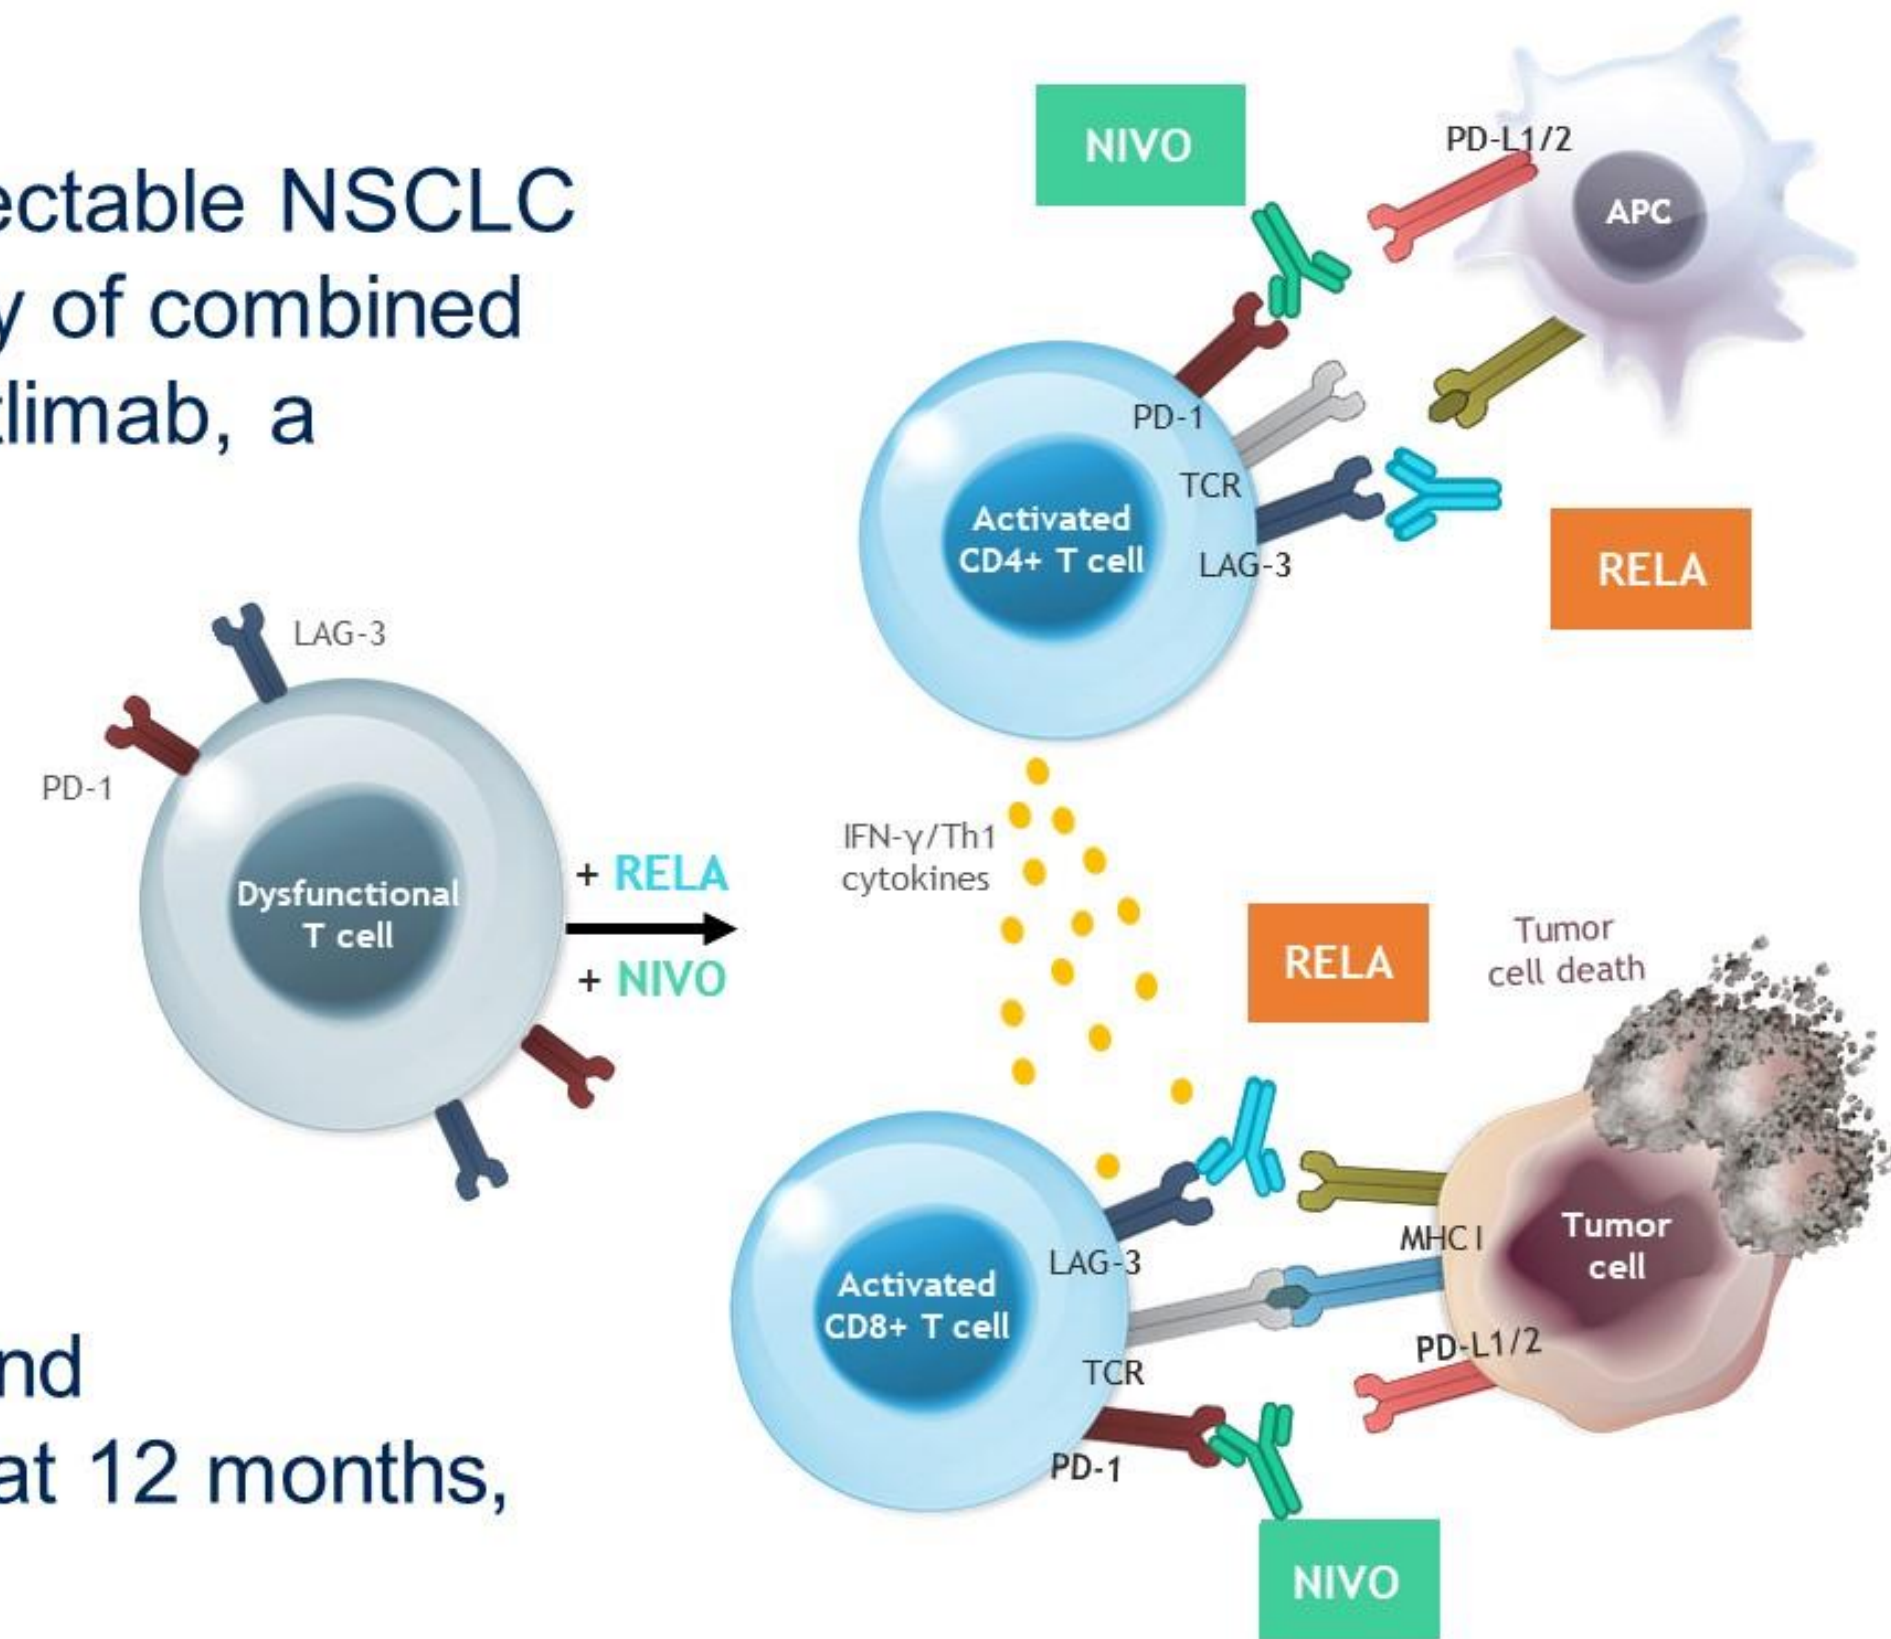 ectable NSCLC
y of combined
tlimab, a
nd
at 12 months,
LAG-3
PD-1
Dysfunctional
T cell
+ RELA
+ NIVO
NIVO
PD-L1/2
APC
PD-1
TCR
LAG-3
Activated
CD4+ T cell
RELA
IFN-γ/Th1
cytokines
RELA
Tumor
cell death
LAG-3
MHC I
Tumor
cell
Activated
CD8+ T cell
TCR
PD-L1/2
PD-1
NIVO